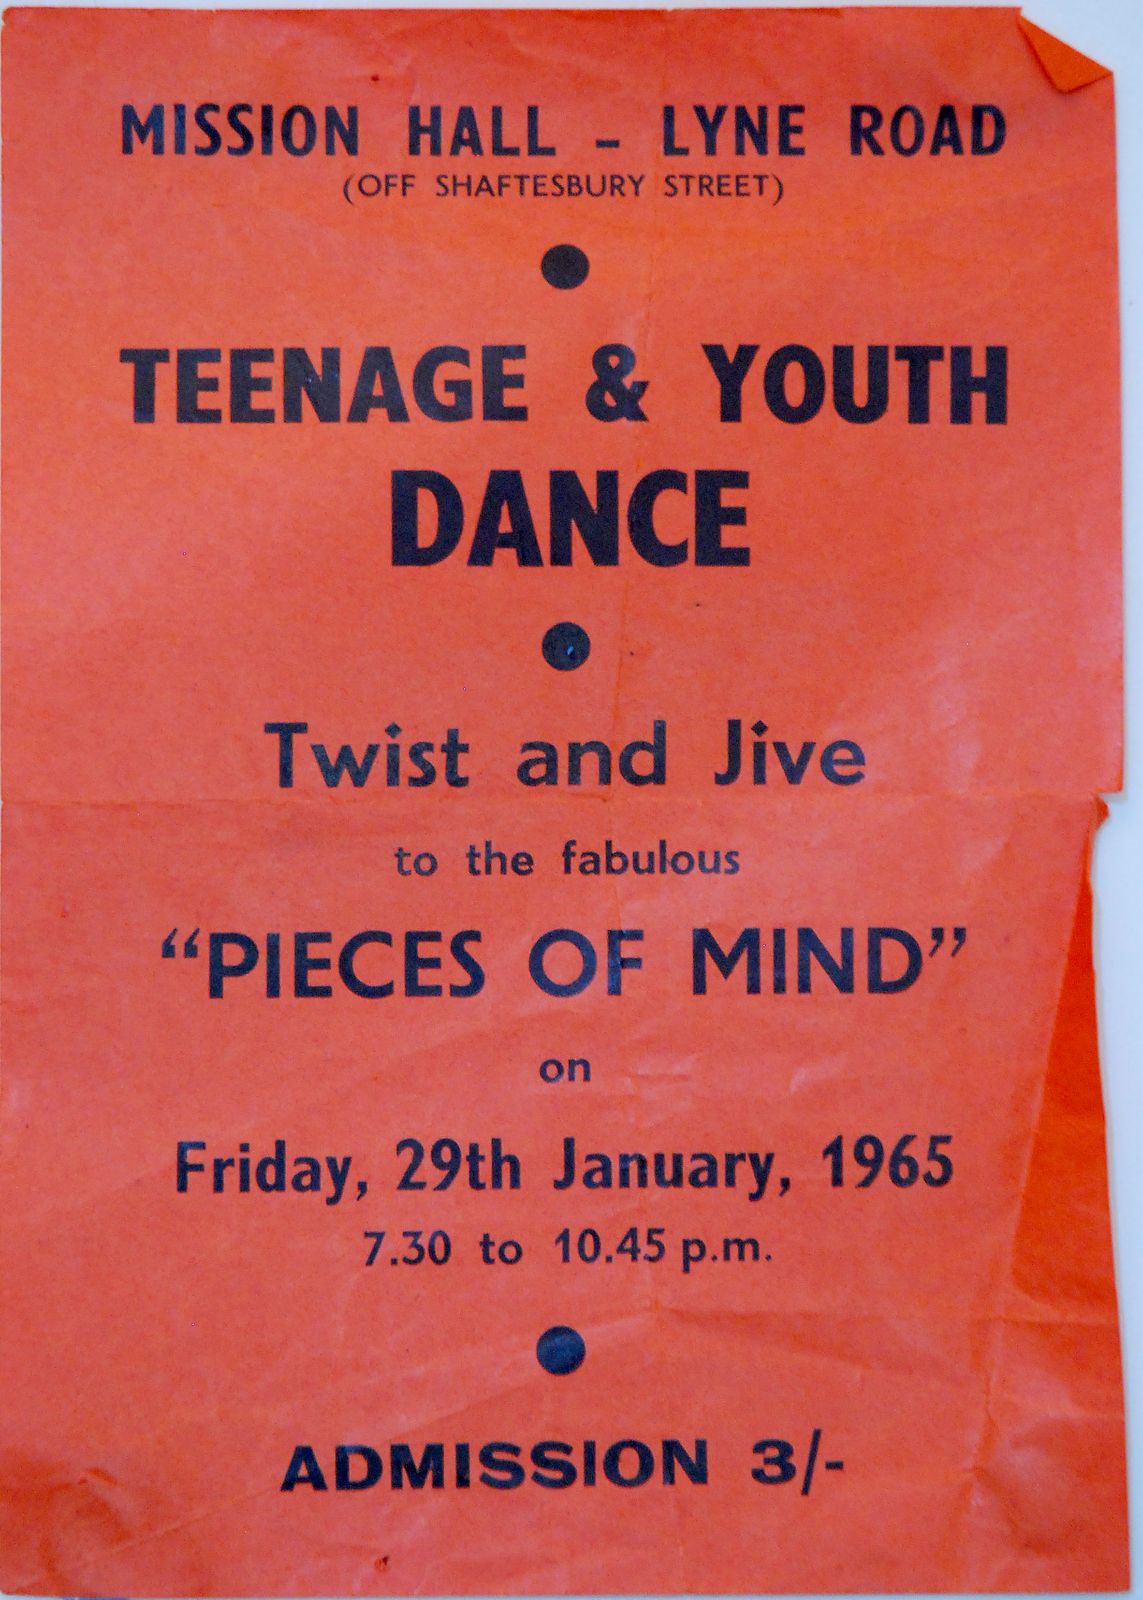 MISSION HALL – LYNE ROAD
(OFF SHAFTESBURY STREET)
TEENAGE & YOUTH
DANCE
Twist and Jive
to the fabulous
“PIECES OF MIND”
on
Friday, 29th January, 1965
7.30 to 10.45 p.m.
ADMISSION 3/-